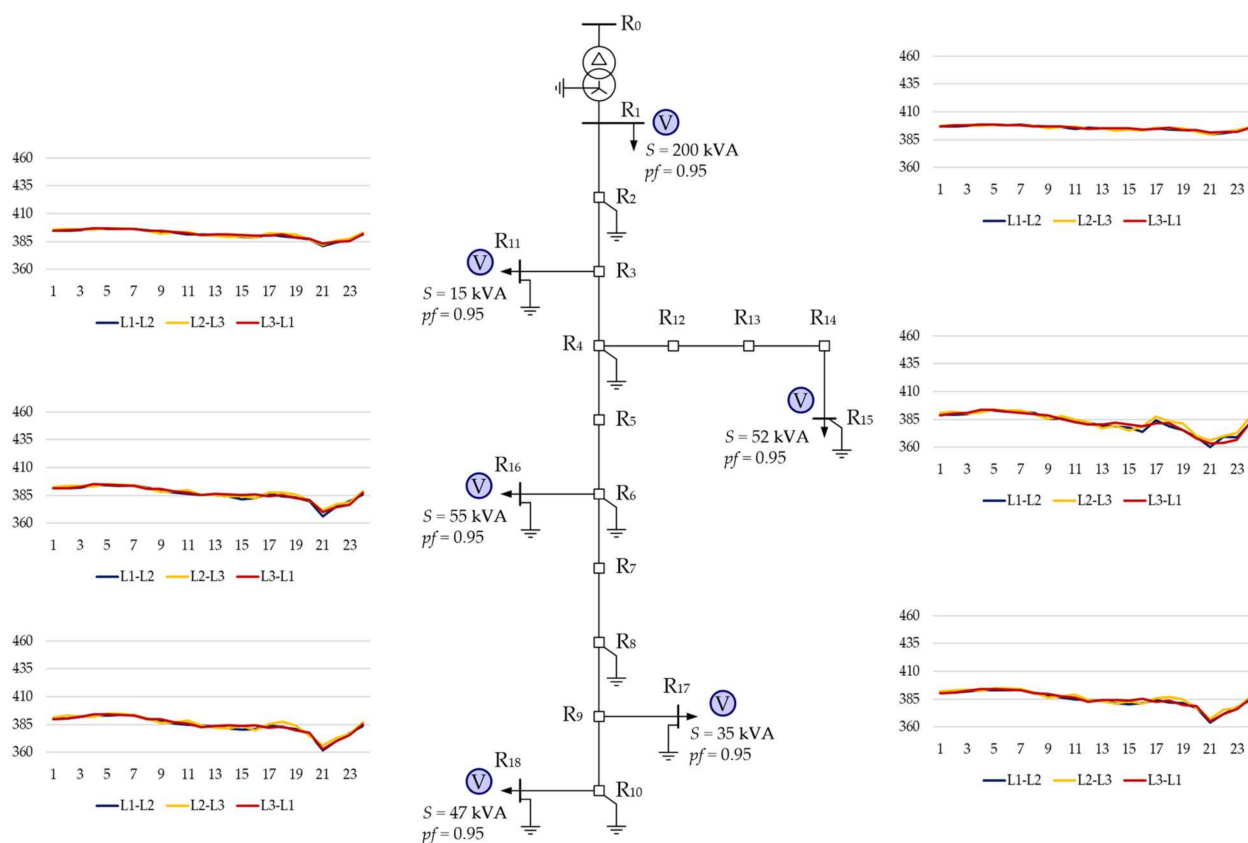 R0
R1
V
S = 200 kVA
pf = 0.95
R2
R11
V
S = 15 kVA
pf = 0.95
R3
R4
R12
R13
R14
V
R15
S = 52 kVA
pf = 0.95
R5
R16
V
S = 55 kVA
pf = 0.95
R6
R7
R8
R17
V
R9
S = 35 kVA
pf = 0.95
R18
V
S = 47 kVA
pf = 0.95
R10
460
435
410
385
360
1 3 5 7 9 11 13 15 17 19 21 23
L1-L2 L2-L3 L3-L1
460
435
410
385
360
1 3 5 7 9 11 13 15 17 19 21 23
L1-L2 L2-L3 L3-L1
460
435
410
385
360
1 3 5 7 9 11 13 15 17 19 21 23
L1-L2 L2-L3 L3-L1
460
435
410
385
360
1 3 5 7 9 11 13 15 17 19 21 23
L1-L2 L2-L3 L3-L1
460
435
410
385
360
1 3 5 7 9 11 13 15 17 19 21 23
L1-L2 L2-L3 L3-L1
460
435
410
385
360
1 3 5 7 9 11 13 15 17 19 21 23
L1-L2 L2-L3 L3-L1